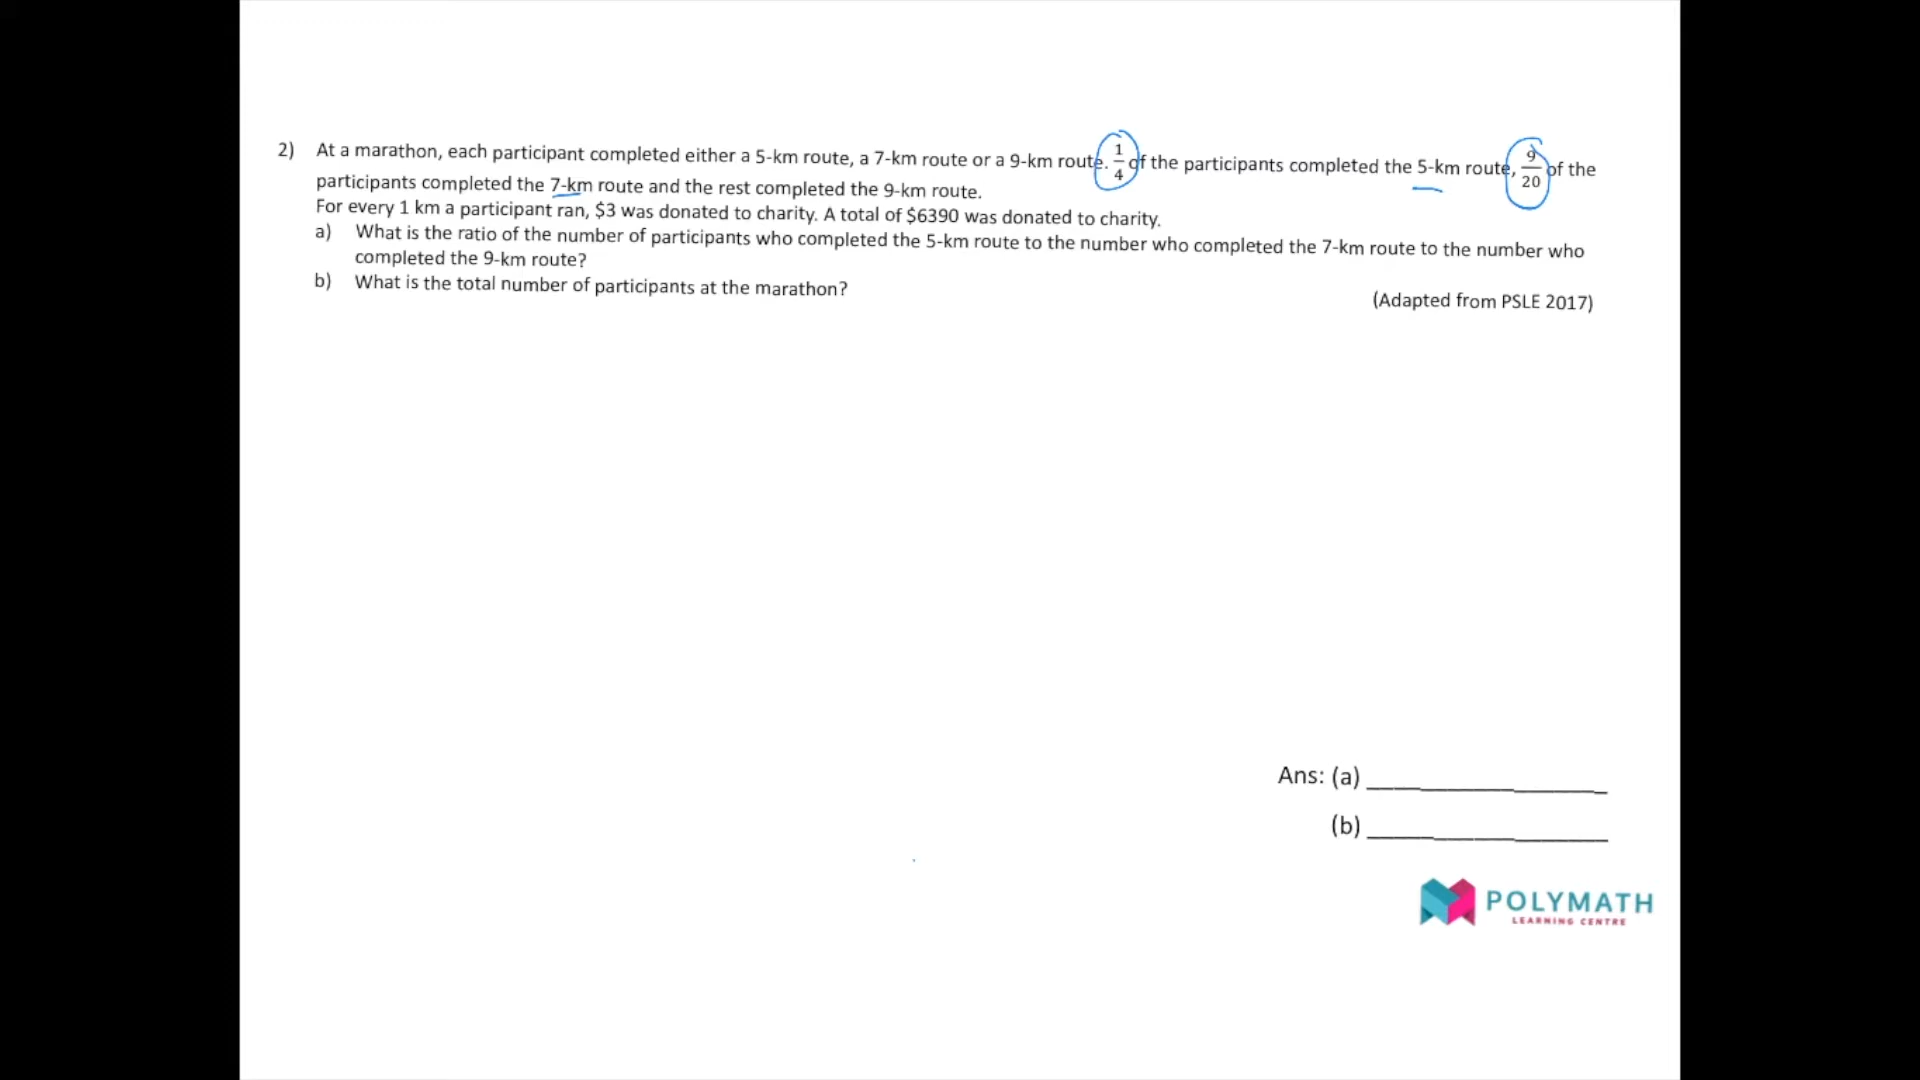 2) At a marathon, each participant completed either a 5-km route, a 7-km route or a 9-km route. 1/4 of the participants completed the 5-km route, 9/20 of the
participants completed the 7-km route and the rest completed the 9-km route.
For every 1 km a participant ran, $3 was donated to charity. A total of $6390 was donated to charity.
a) What is the ratio of the number of participants who completed the 5-km route to the number who completed the 7-km route to the number who
completed the 9-km route?
b) What is the total number of participants at the marathon?
(Adapted from PSLE 2017)
Ans: (a) ____________________
(b) ____________________
POLYMATH
LEARNING CENTRE